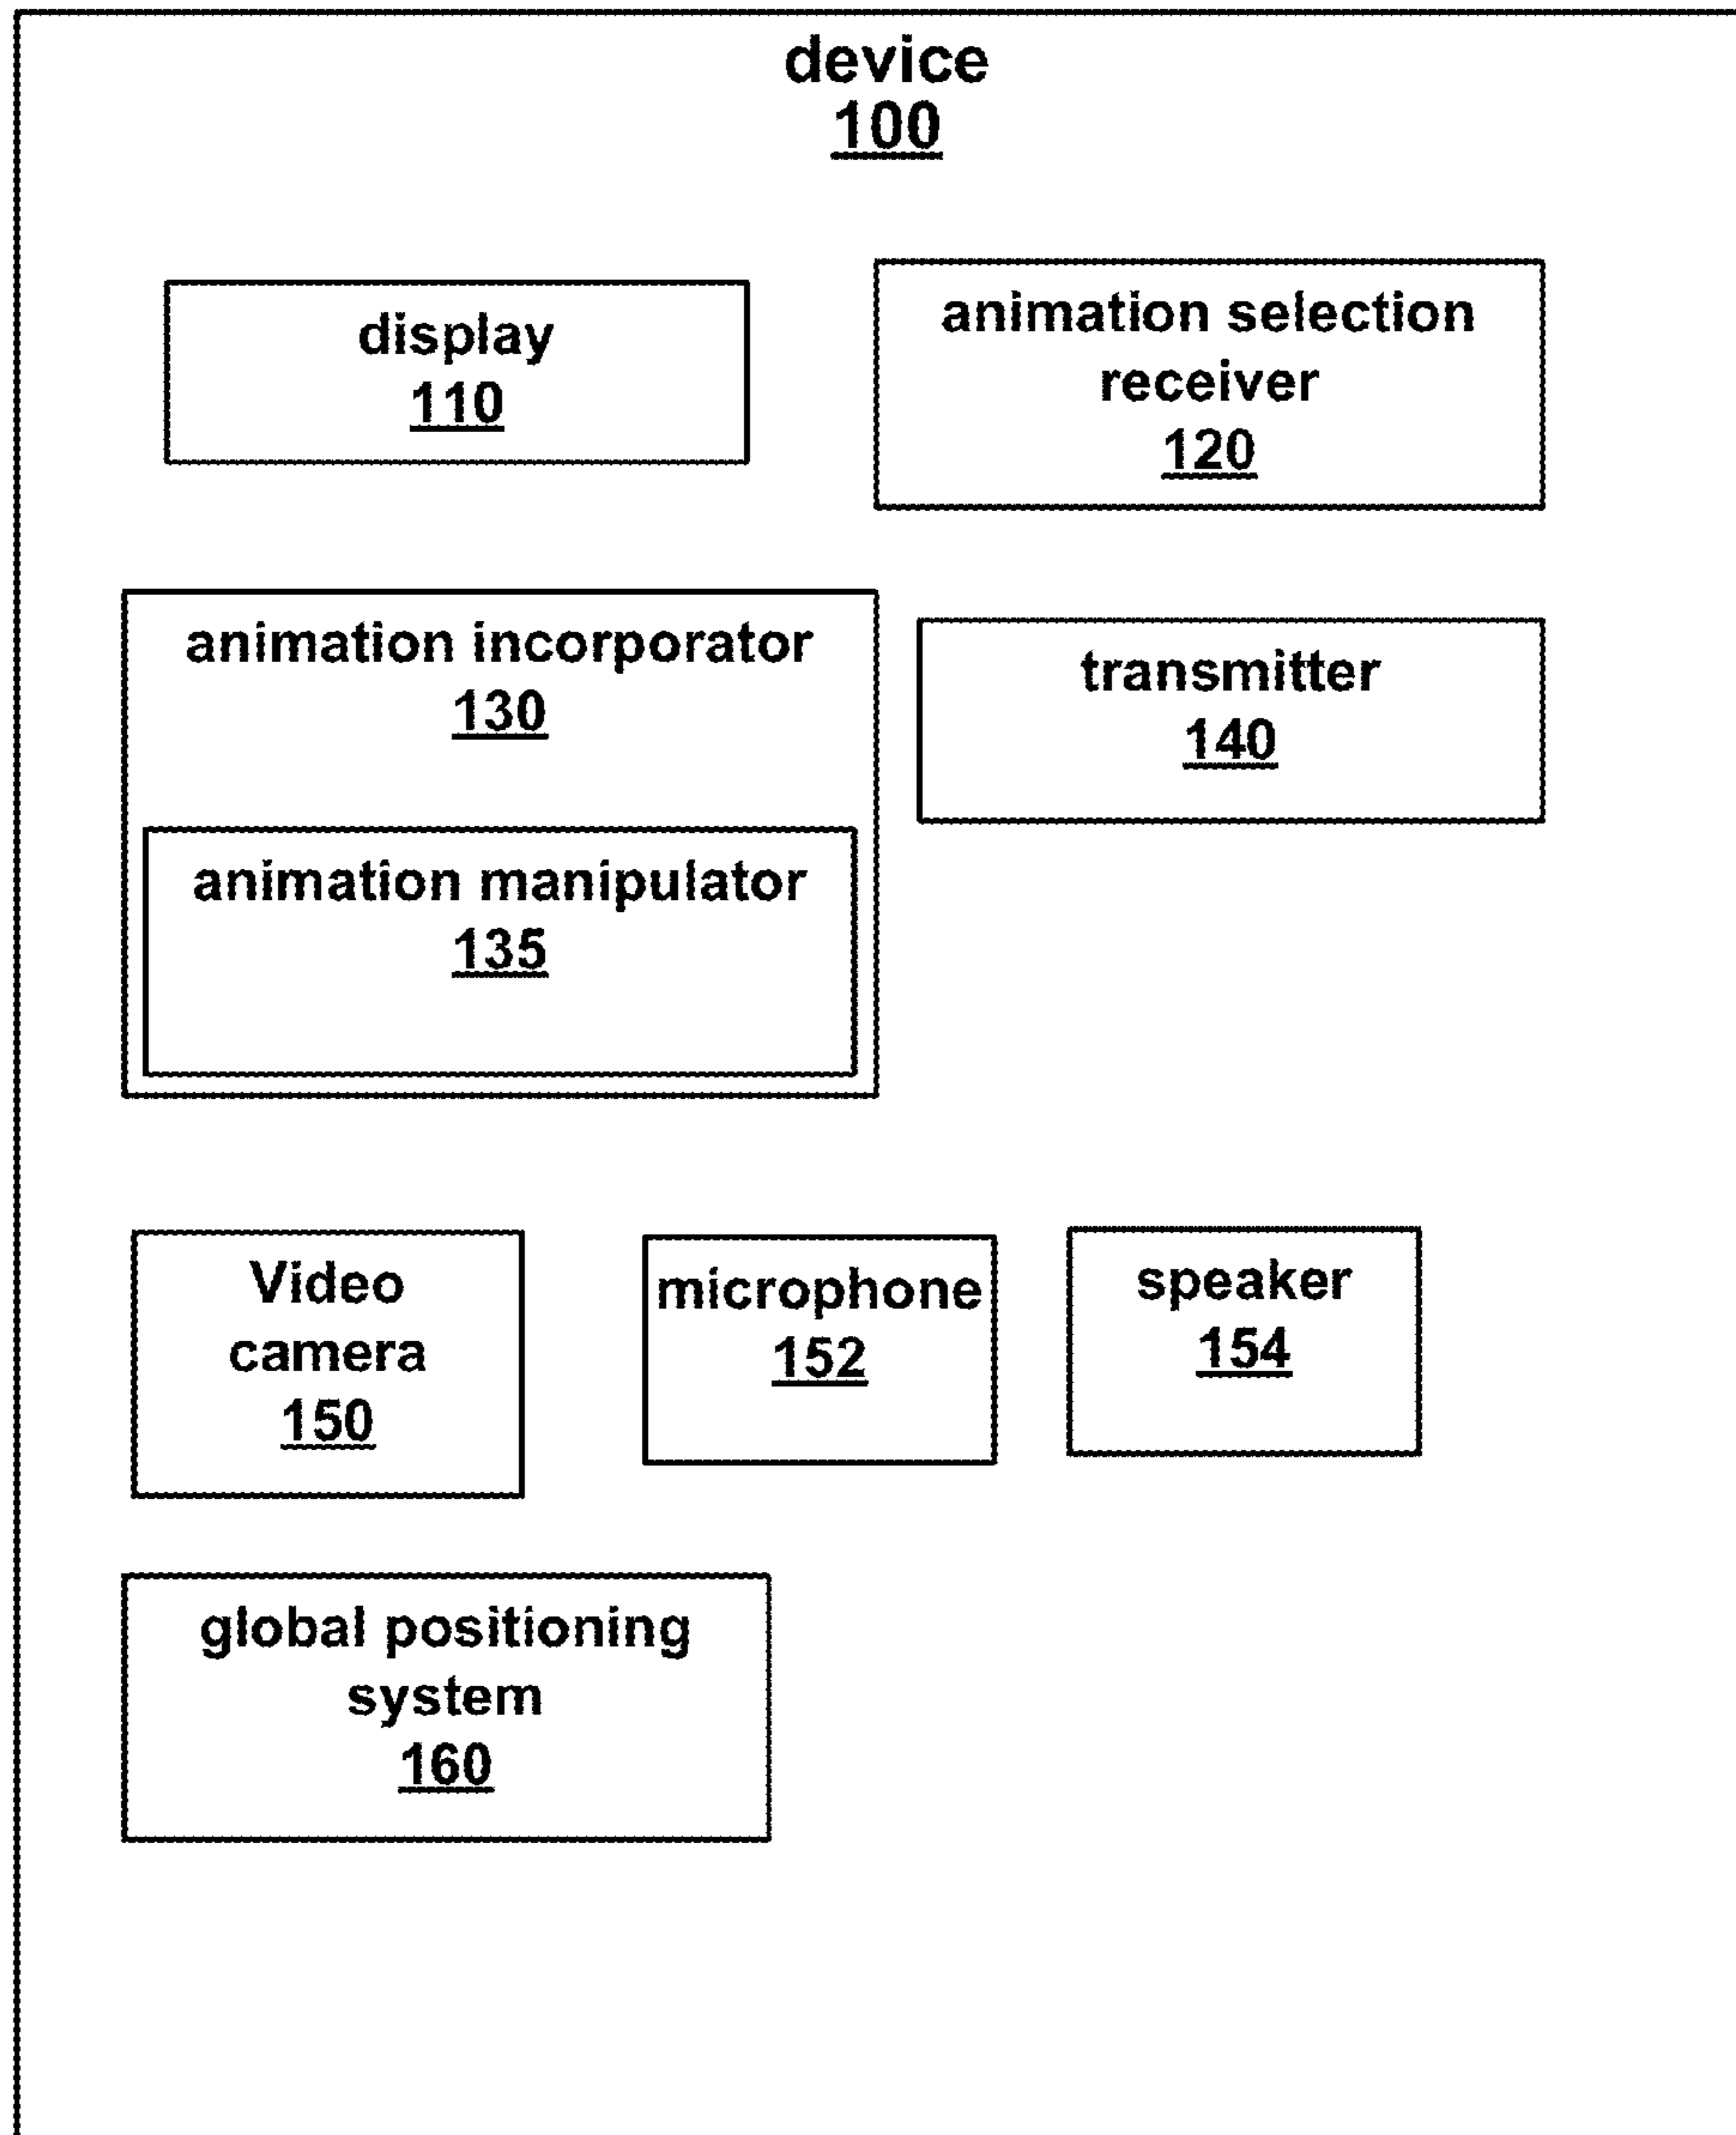 device
100
display
110
animation selection
receiver
120
animation incorporator
130
transmitter
140
animation manipulator
135
Video
camera
150
microphone
152
speaker
154
global positioning
system
160